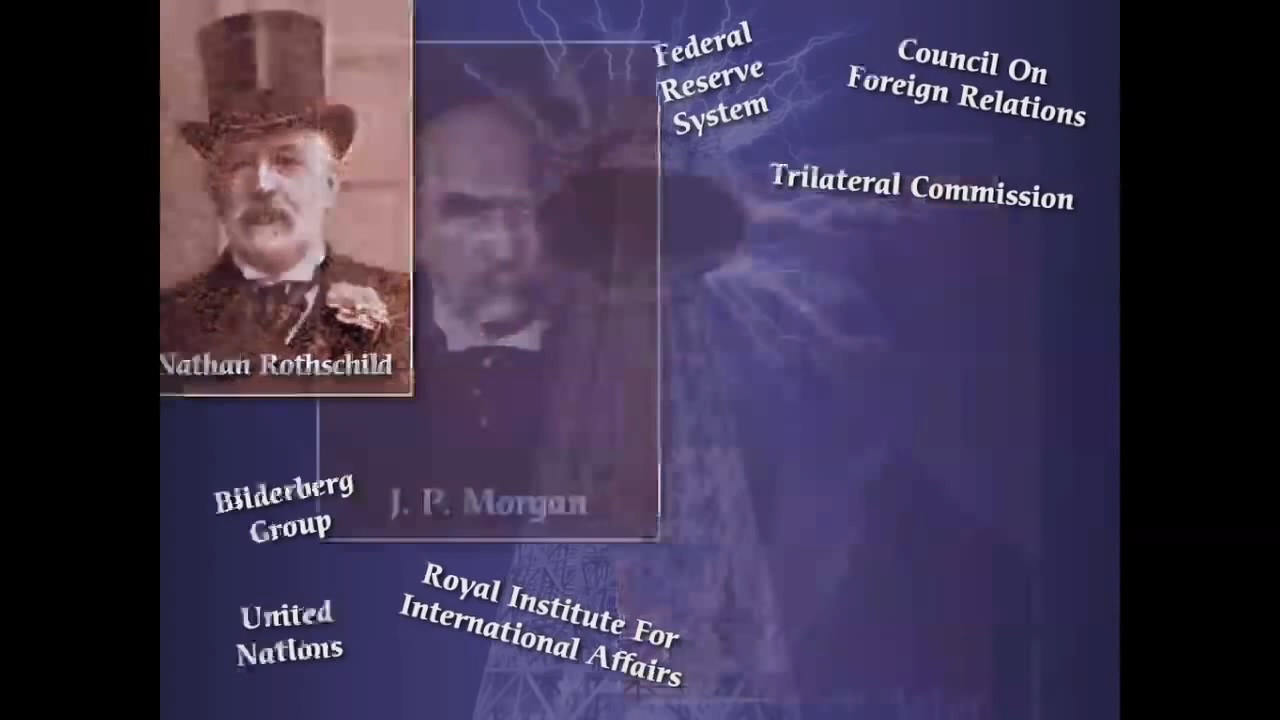 Federal
Reserve
System
Council On
Foreign Relations
Trilateral Commission
Nathan Rothschild
Bilderberg
Group
J. P. Morgan
United
Nations
Royal Institute For
International Affairs